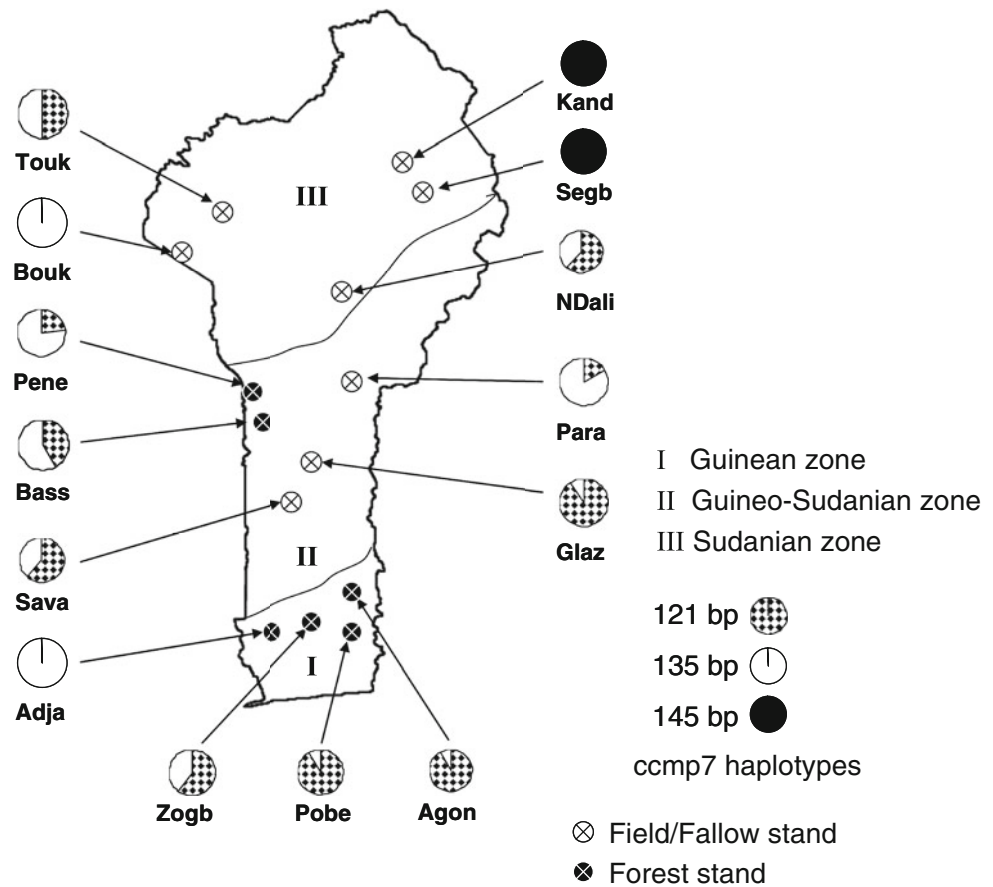 Kand
Touk
III
Segb
Bouk
NDali
Pene
Para
Bass
I Guinean zone
II Guineo-Sudanian zone
Glaz
III Sudanian zone
II
Sava
121 bp
135 bp
I
Adja
145 bp
ccmp7 haplotypes
Zogb
Pobe
Agon
Field/Fallow stand
Forest stand